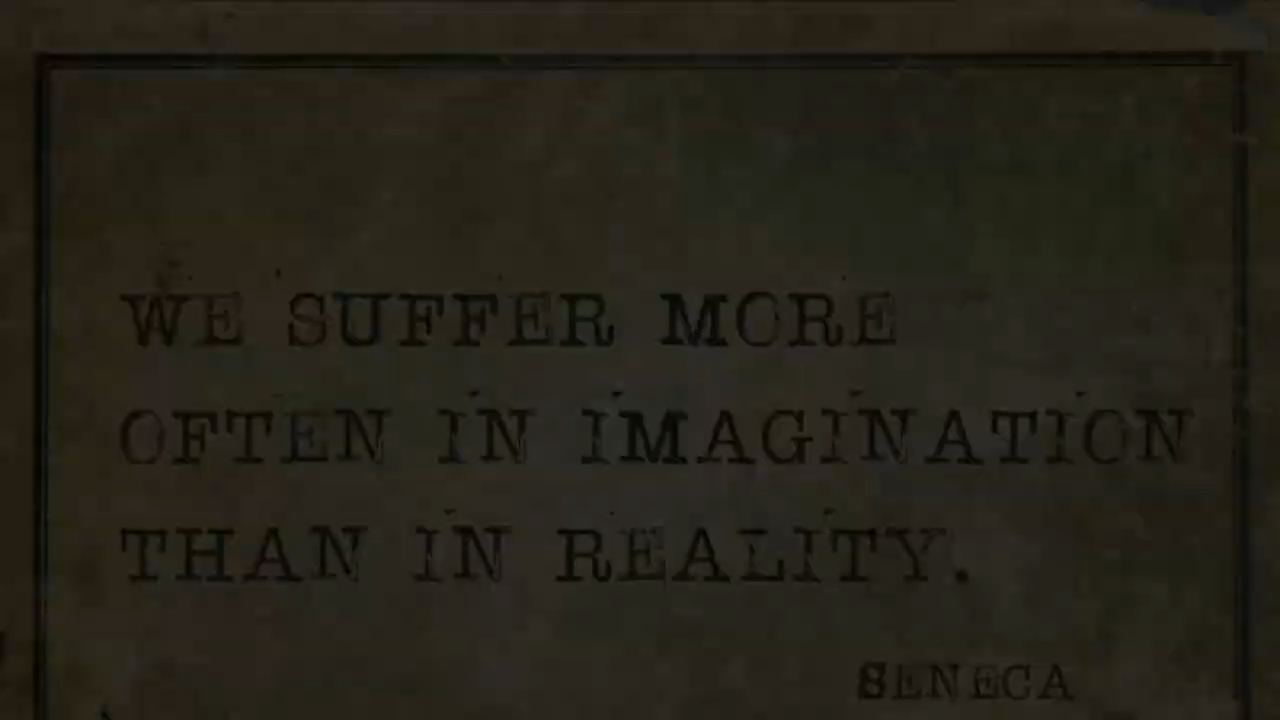 WE SUFFER MORE
OFTEN IN IMAGINATION
THAN IN REALITY.
SENECA